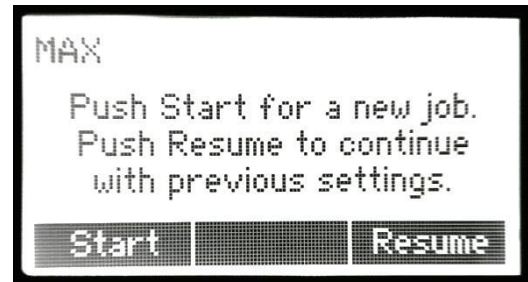 MAX
Push Start for a new job.
Push Resume to continue
with previous settings.
Start Resume